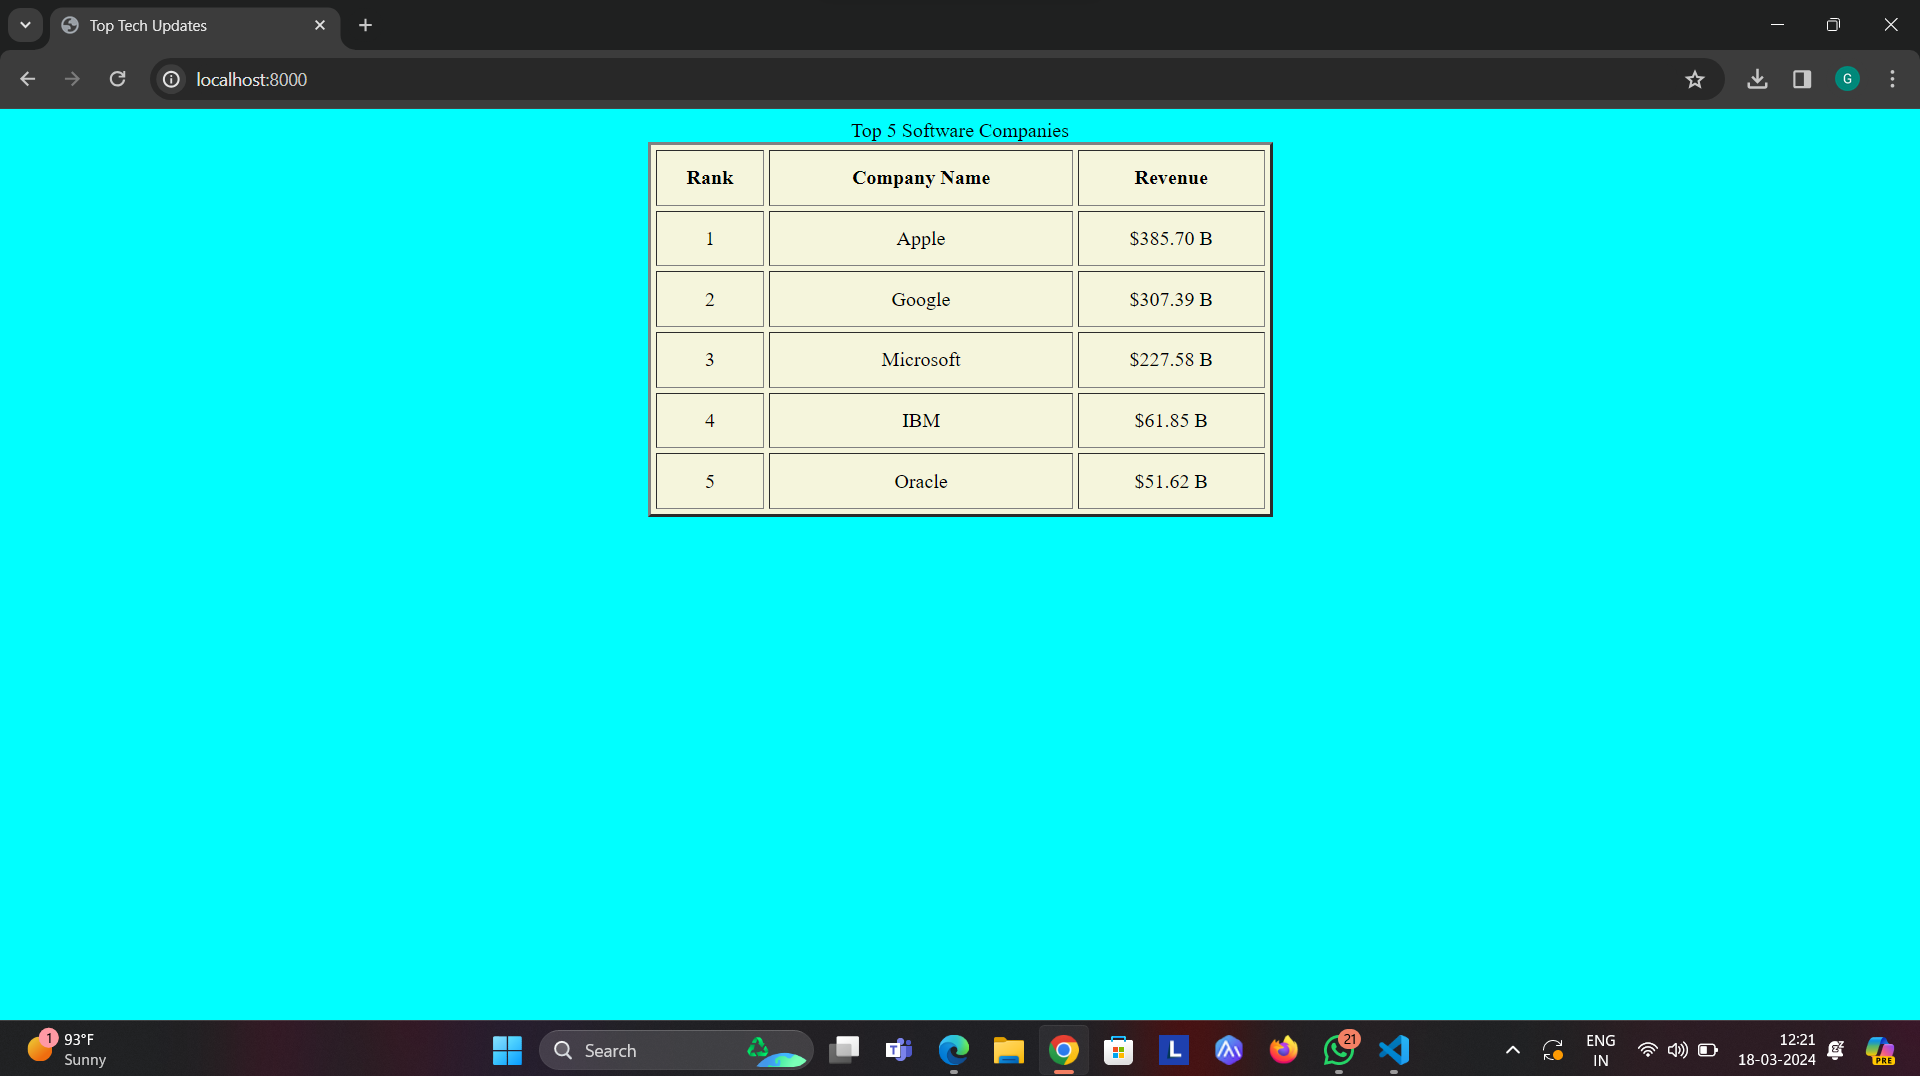 Top Tech Updates
localhost:8000
G
Top 5 Software Companies
Rank Company Name Revenue
1 Apple $385.70 B
2 Google $307.39 B
3 Microsoft $227.58 B
4 IBM $61.85 B
5 Oracle $51.62 B
1 93°F
Sunny
Search
T
L
21
PRE
ENG
IN
12:21
18-03-2024